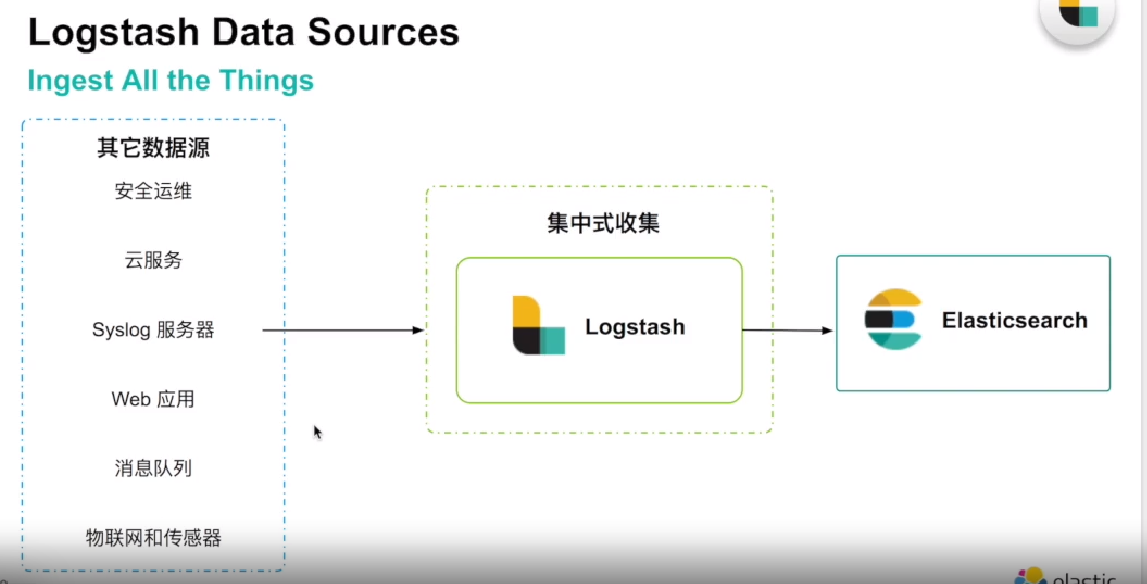 Logstash Data Sources
Ingest All the Things
其它数据源
安全运维
云服务
Syslog 服务器
Web 应用
消息队列
物联网和传感器
集中式收集
Logstash
Elasticsearch
elastic